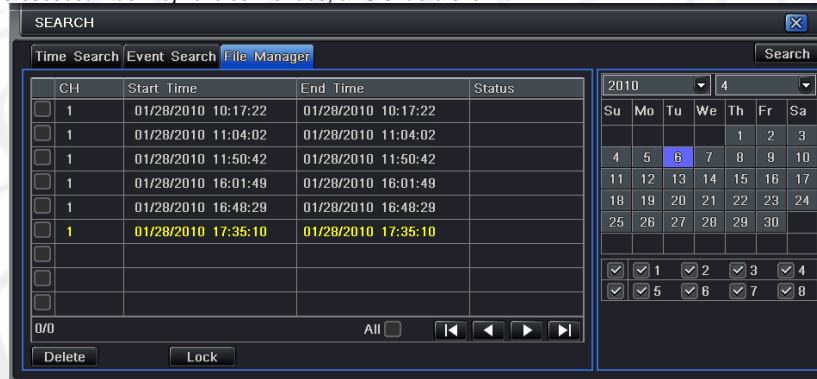 SEARCH
Time Search Event Search File Manager Search
CH Start Time End Time Status
1 01/28/2010 10:17:22 01/28/2010 10:17:22
1 01/28/2010 11:04:02 01/28/2010 11:04:02
1 01/28/2010 11:50:42 01/28/2010 11:50:42
1 01/28/2010 16:01:49 01/28/2010 16:01:49
1 01/28/2010 16:48:29 01/28/2010 16:48:29
1 01/28/2010 17:35:10 01/28/2010 17:35:10
0/0 All
Delete Lock
2010 4
Su Mo Tu We Th Fr Sa
1 2 3
4 5 6 7 8 9 10
11 12 13 14 15 16 17
18 19 20 21 22 23 24
25 26 27 28 29 30
1 2 3 4
5 6 7 8